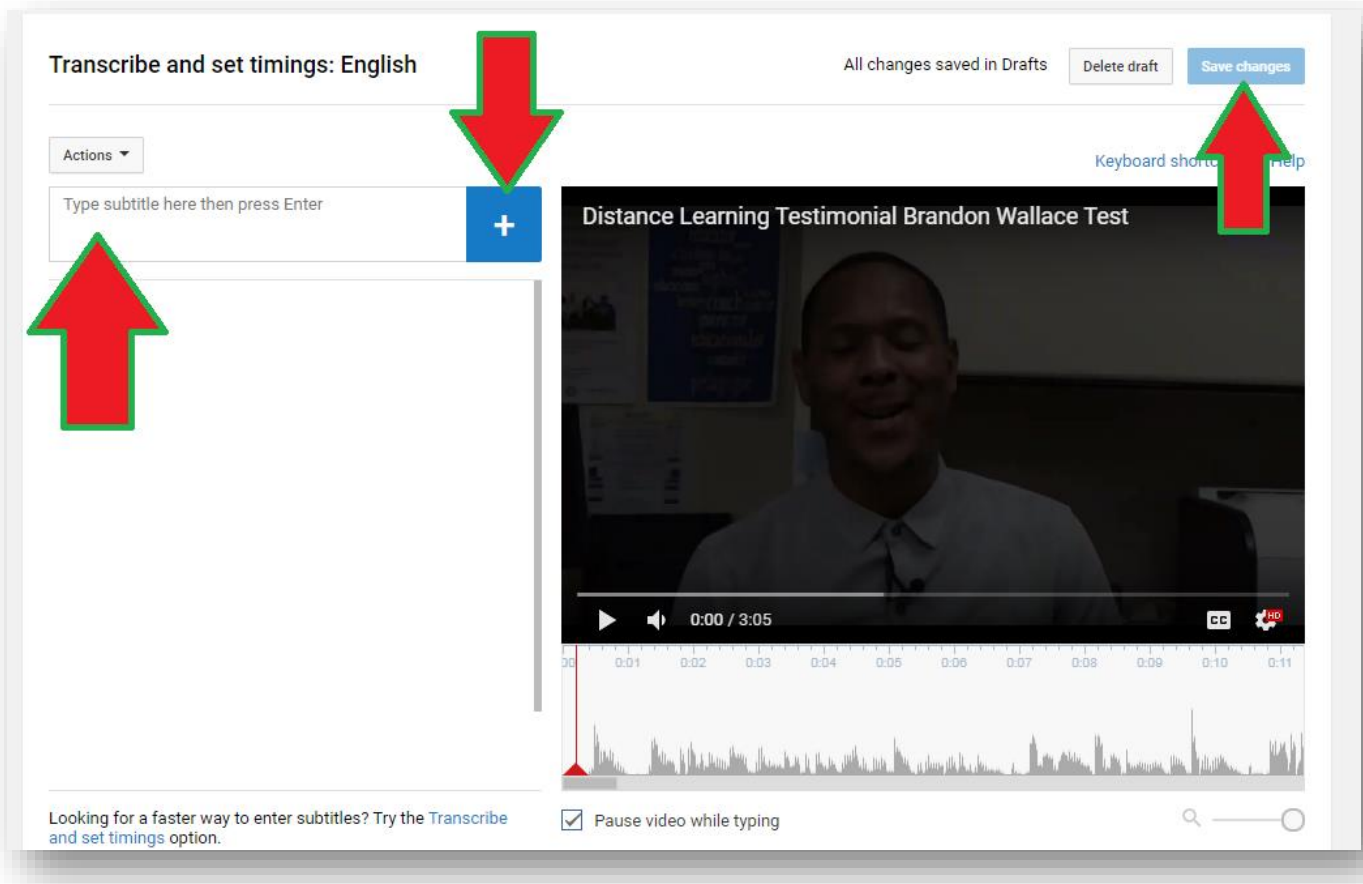 Transcribe and set timings: English
All changes saved in Drafts
Delete draft
Save changes
Actions
Keyboard
Type subtitle here then press Enter
+
Distance Learning Testimonial Brandon Wallace Test
0:00 / 3:05
CC
HD
0:01 0:02 0:03 0:04 0:05 0:06 0:07 0:08 0:09 0:10 0:11
Looking for a faster way to enter subtitles? Try the Transcribe
and set timings option.
Pause video while typing